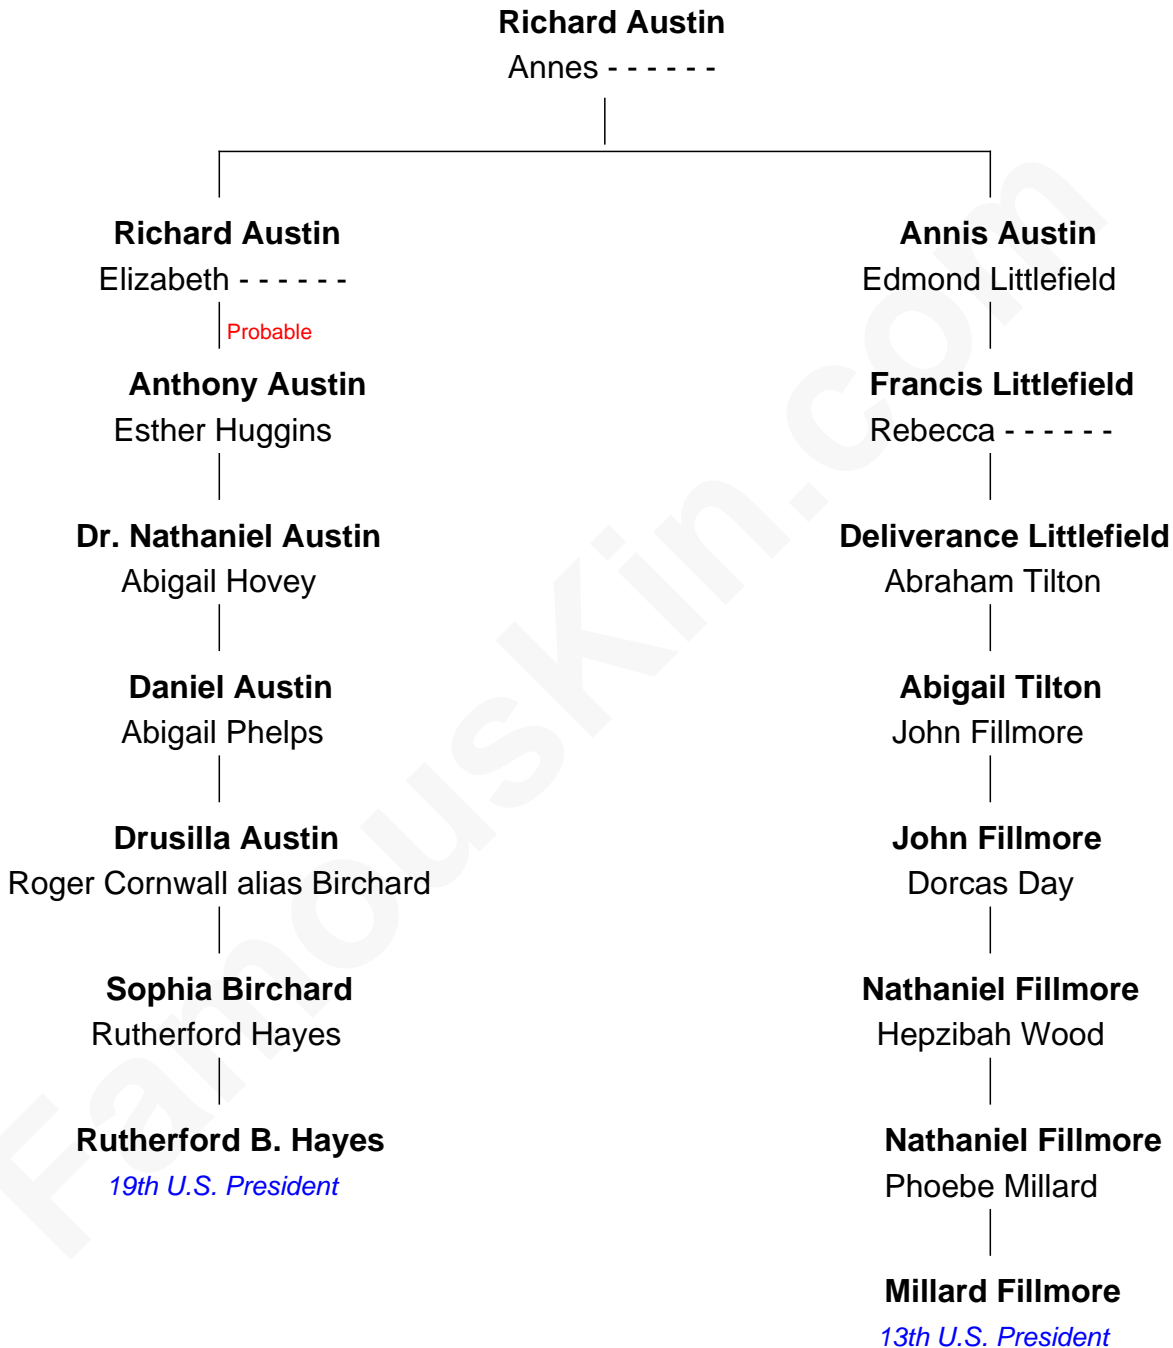 Richard Austin
Annes - - - - - -
Richard Austin
Elizabeth - - - - - -
Probable
Anthony Austin
Esther Huggins
Dr. Nathaniel Austin
Abigail Hovey
Daniel Austin
Abigail Phelps
Drusilla Austin
Roger Cornwall alias Birchard
Sophia Birchard
Rutherford Hayes
Rutherford B. Hayes
19th U.S. President
Annis Austin
Edmond Littlefield
Francis Littlefield
Rebecca - - - - - -
Deliverance Littlefield
Abraham Tilton
Abigail Tilton
John Fillmore
John Fillmore
Dorcas Day
Nathaniel Fillmore
Hepzibah Wood
Nathaniel Fillmore
Phoebe Millard
Millard Fillmore
13th U.S. President
FamousKin.com